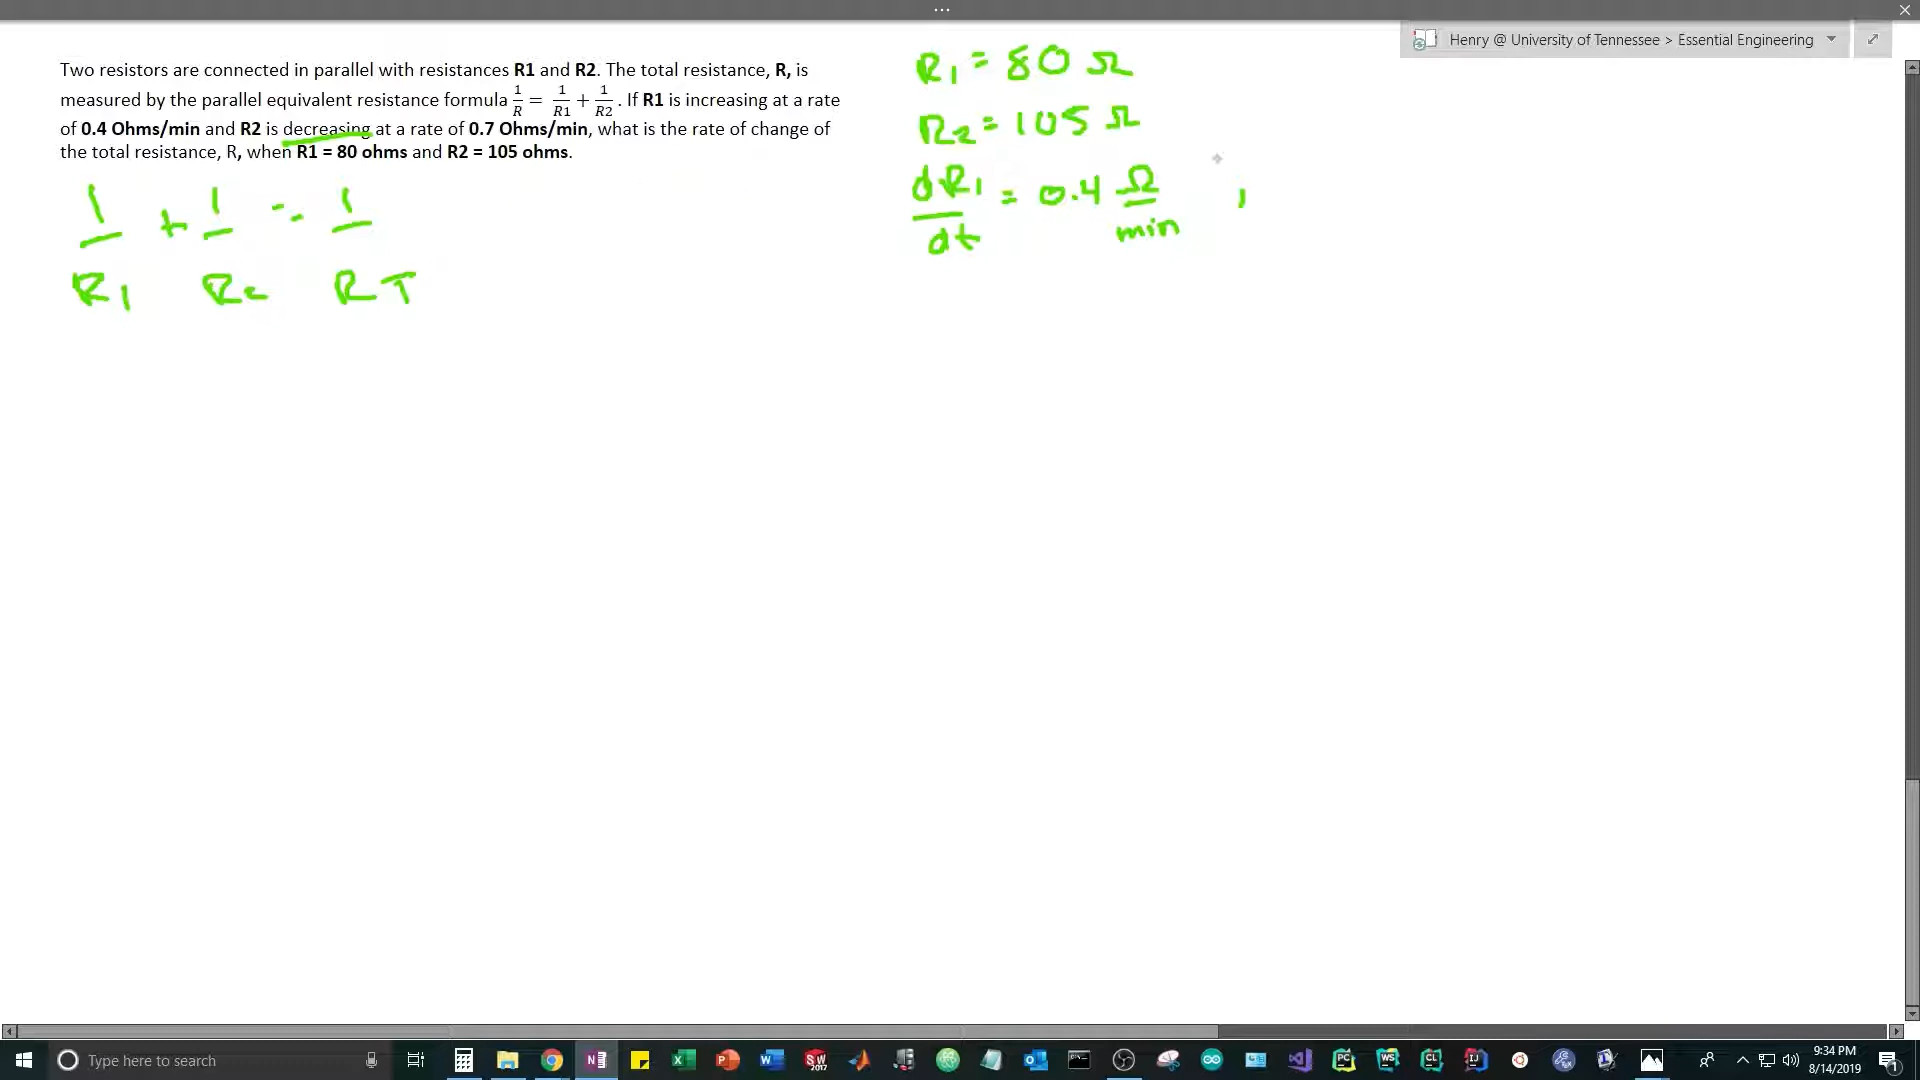 Henry @ University of Tennessee > Essential Engineering
Two resistors are connected in parallel with resistances R1 and R2. The total resistance, R, is
measured by the parallel equivalent resistance formula 1/R = 1/R1 + 1/R2 . If R1 is increasing at a rate
of 0.4 Ohms/min and R2 is decreasing at a rate of 0.7 Ohms/min, what is the rate of change of
the total resistance, R, when R1 = 80 ohms and R2 = 105 ohms.
1/R1 + 1/R2 = 1/RT
R1 = 80 Ω
R2 = 105 Ω
dR1/dt = 0.4 Ω/min ,
Type here to search
9:34 PM
8/14/2019